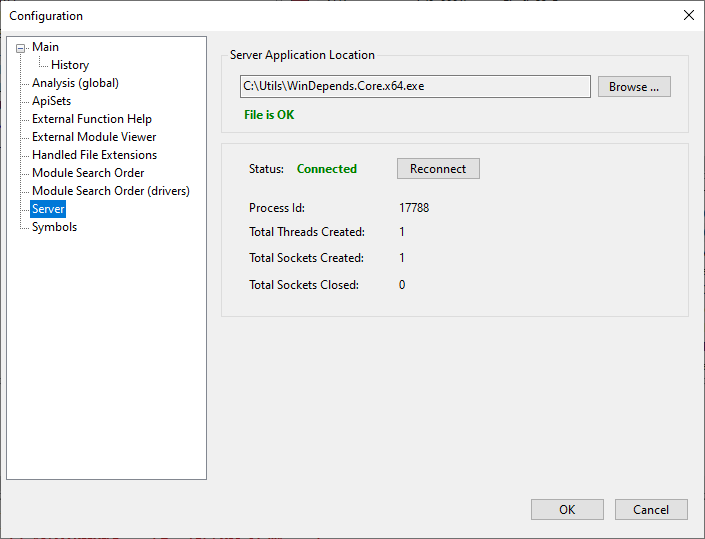 Configuration
Main
History
Analysis (global)
ApiSets
External Function Help
External Module Viewer
Handled File Extensions
Module Search Order
Module Search Order (drivers)
Server
Symbols
Server Application Location
C:\Utils\WinDepends.Core.x64.exe
Browse ...
File is OK
Status: Connected Reconnect
Process Id: 17788
Total Threads Created: 1
Total Sockets Created: 1
Total Sockets Closed: 0
OK Cancel